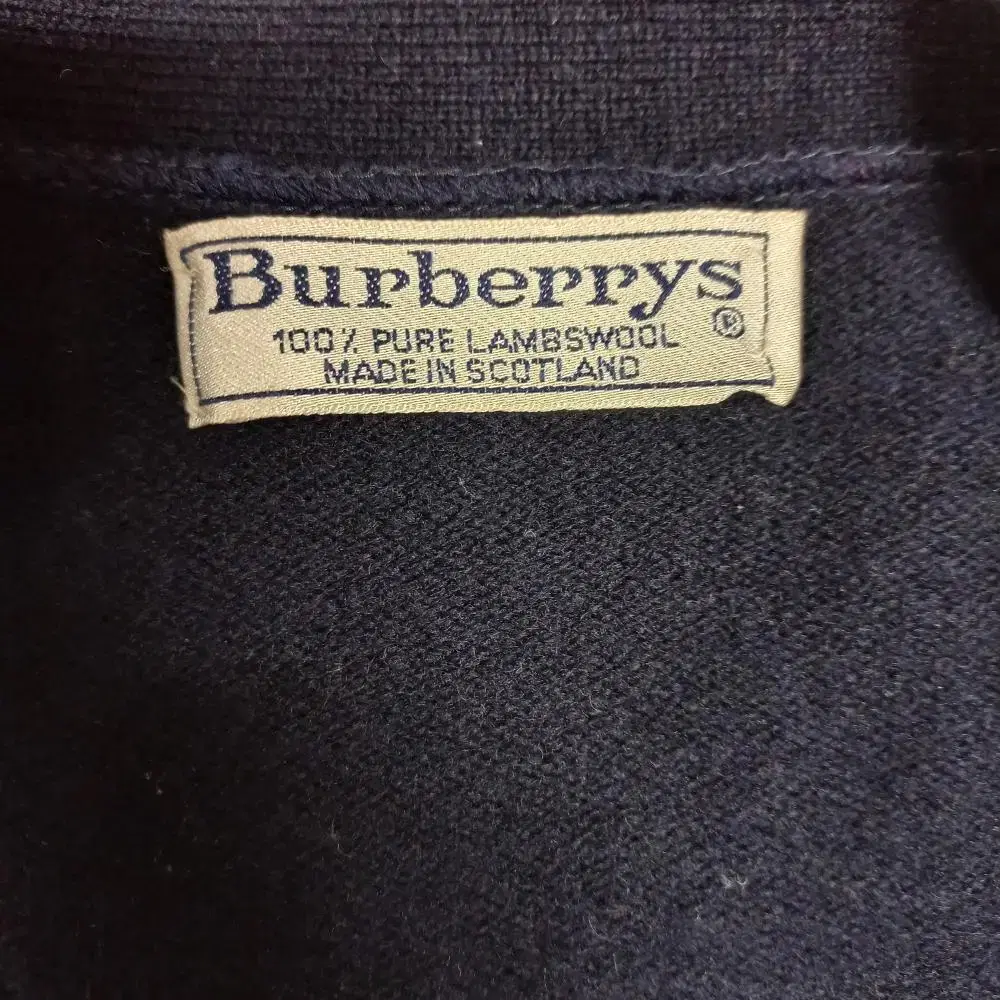 Burberrys
®
100% PURE LAMBSWOOL
MADE IN SCOTLAND